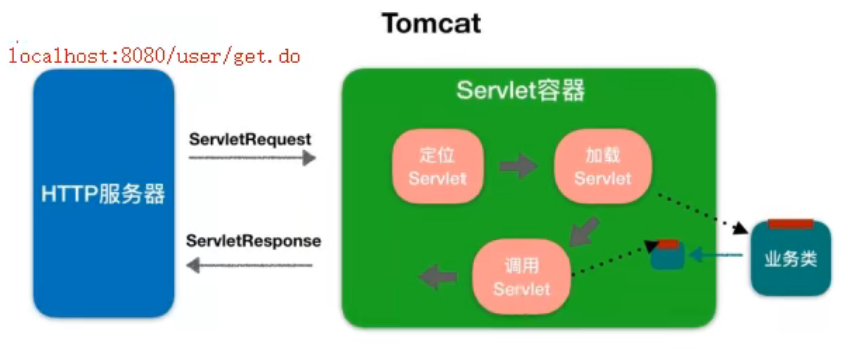 Tomcat
localhost:8080/user/get.do
Servlet容器
ServletRequest
定位
Servlet
加载
Servlet
HTTP服务器
ServletResponse
调用
Servlet
业务类